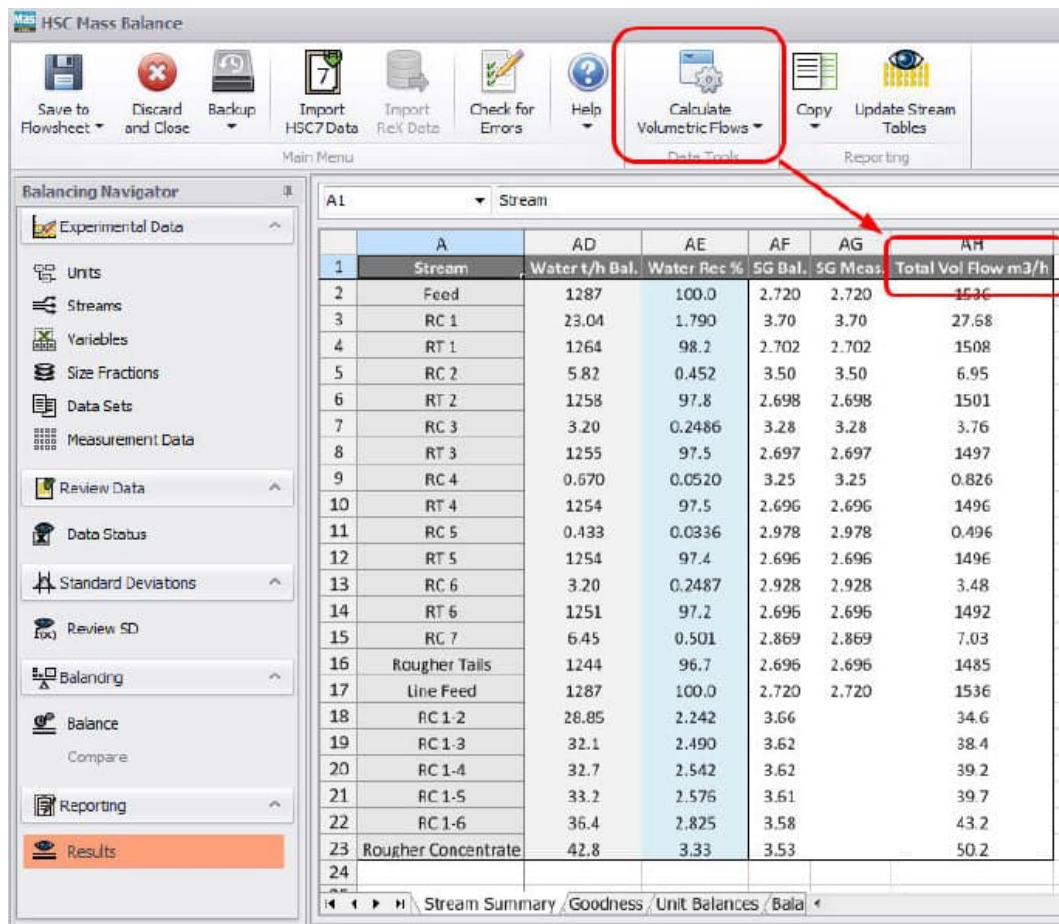 Mas HSC Mass Balance
Save to Flowsheet
Discard and Close
Backup
Import HSC7 Data
Import ReX Data
Check for Errors
Help
Calculate Volumetric Flows
Copy
Update Stream Tables
Main Menu
Data Tools
Reporting
Balancing Navigator
Experimental Data
Units
Streams
Variables
Size Fractions
Data Sets
Measurement Data
Review Data
Data Status
Standard Deviations
f(x) Review SD
Balancing
Balance
Compare
Reporting
Results
A1 Stream
A AD AE AF AG AH
1 Stream Water t/h Bal. Water Rec % SG Bal. SG Meas. Total Vol Flow m3/h
2 Feed 1287 100.0 2.720 2.720 1536
3 RC 1 23.04 1.790 3.70 3.70 27.68
4 RT 1 1264 98.2 2.702 2.702 1508
5 RC 2 5.82 0.452 3.50 3.50 6.95
6 RT 2 1258 97.8 2.698 2.698 1501
7 RC 3 3.20 0.2486 3.28 3.28 3.76
8 RT 3 1255 97.5 2.697 2.697 1497
9 RC 4 0.670 0.0520 3.25 3.25 0.826
10 RT 4 1254 97.5 2.696 2.696 1496
11 RC 5 0.433 0.0336 2.978 2.978 0.496
12 RT 5 1254 97.4 2.696 2.696 1496
13 RC 6 3.20 0.2487 2.928 2.928 3.48
14 RT 6 1251 97.2 2.696 2.696 1492
15 RC 7 6.45 0.501 2.869 2.869 7.03
16 Rougher Tails 1244 96.7 2.696 2.696 1485
17 Line Feed 1287 100.0 2.720 2.720 1536
18 RC 1-2 28.85 2.242 3.66 34.6
19 RC 1-3 32.1 2.490 3.62 38.4
20 RC 1-4 32.7 2.542 3.62 39.2
21 RC 1-5 33.2 2.576 3.61 39.7
22 RC 1-6 36.4 2.825 3.58 43.2
23 Rougher Concentrate 42.8 3.33 3.53 50.2
24
Stream Summary Goodness Unit Balances Bala